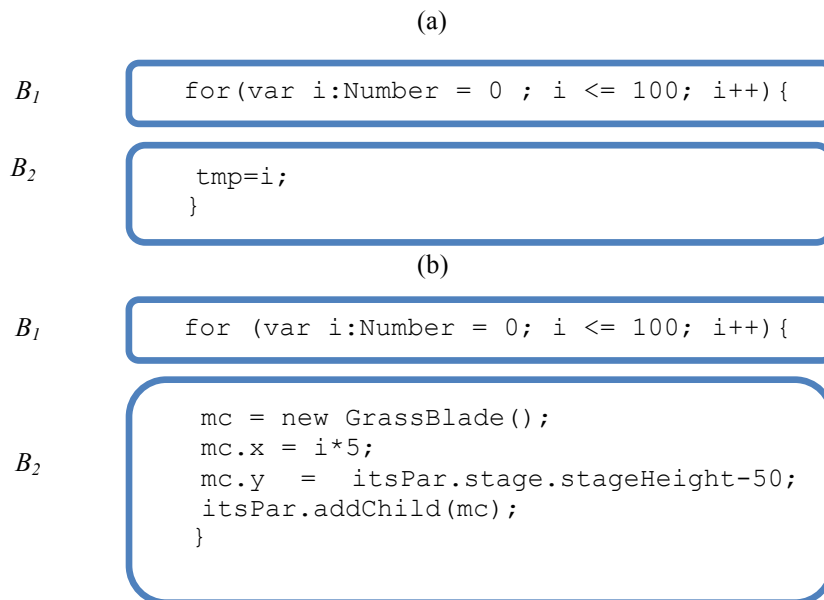 (a)
B1 for(var i:Number = 0 ; i <= 100; i++){
B2 tmp=i;
}
(b)
B1 for (var i:Number = 0; i <= 100; i++){
mc = new GrassBlade();
mc.x = i*5;
B2 mc.y = itsPar.stage.stageHeight-50;
itsPar.addChild(mc);
}